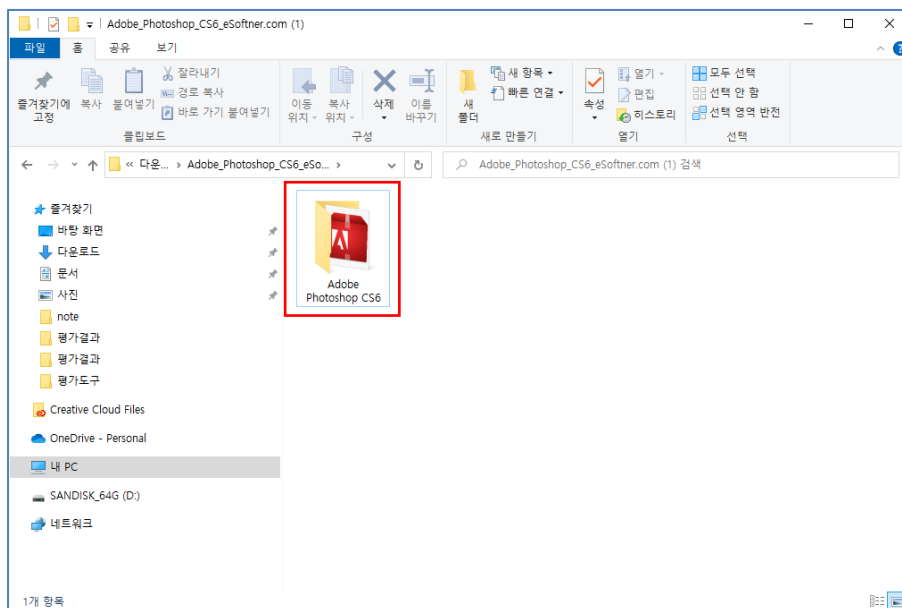 Adobe_Photoshop_CS6_eSoftner.com (1)
파일 홈 공유 보기
즐겨찾기에 고정
복사
붙여넣기
잘라내기
경로 복사
바로 가기 붙여넣기
클립보드
이동 위치
복사 위치
삭제
이름 바꾸기
구성
새 폴더
새 항목
빠른 연결
새로 만들기
속성
열기
편집
히스토리
열기
모두 선택
선택 안 함
선택 영역 반전
선택
« 다운... › Adobe_Photoshop_CS6_eSo... ›
Adobe_Photoshop_CS6_eSoftner.com (1) 검색
즐겨찾기
바탕 화면
다운로드
문서
사진
note
평가결과
평가결과
평가도구
Creative Cloud Files
OneDrive - Personal
내 PC
SANDISK_64G (D:)
네트워크
Adobe
Photoshop CS6
1개 항목